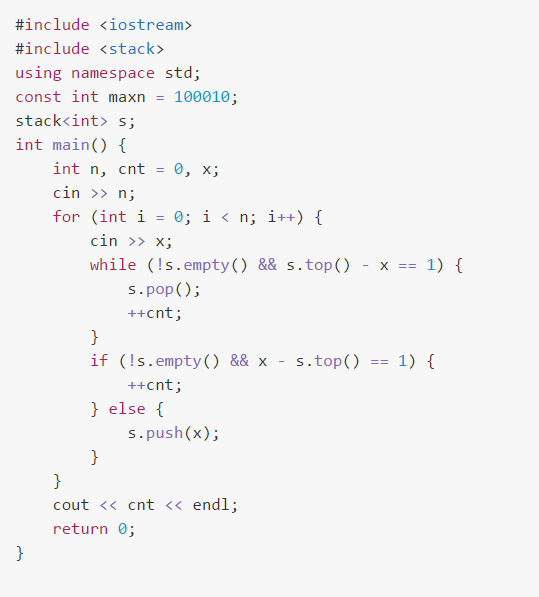 #include <iostream>
#include <stack>
using namespace std;
const int maxn = 100010;
stack<int> s;
int main() {
    int n, cnt = 0, x;
    cin >> n;
    for (int i = 0; i < n; i++) {
        cin >> x;
        while (!s.empty() && s.top() - x == 1) {
            s.pop();
            ++cnt;
        }
        if (!s.empty() && x - s.top() == 1) {
            ++cnt;
        } else {
            s.push(x);
        }
    }
    cout << cnt << endl;
    return 0;
}